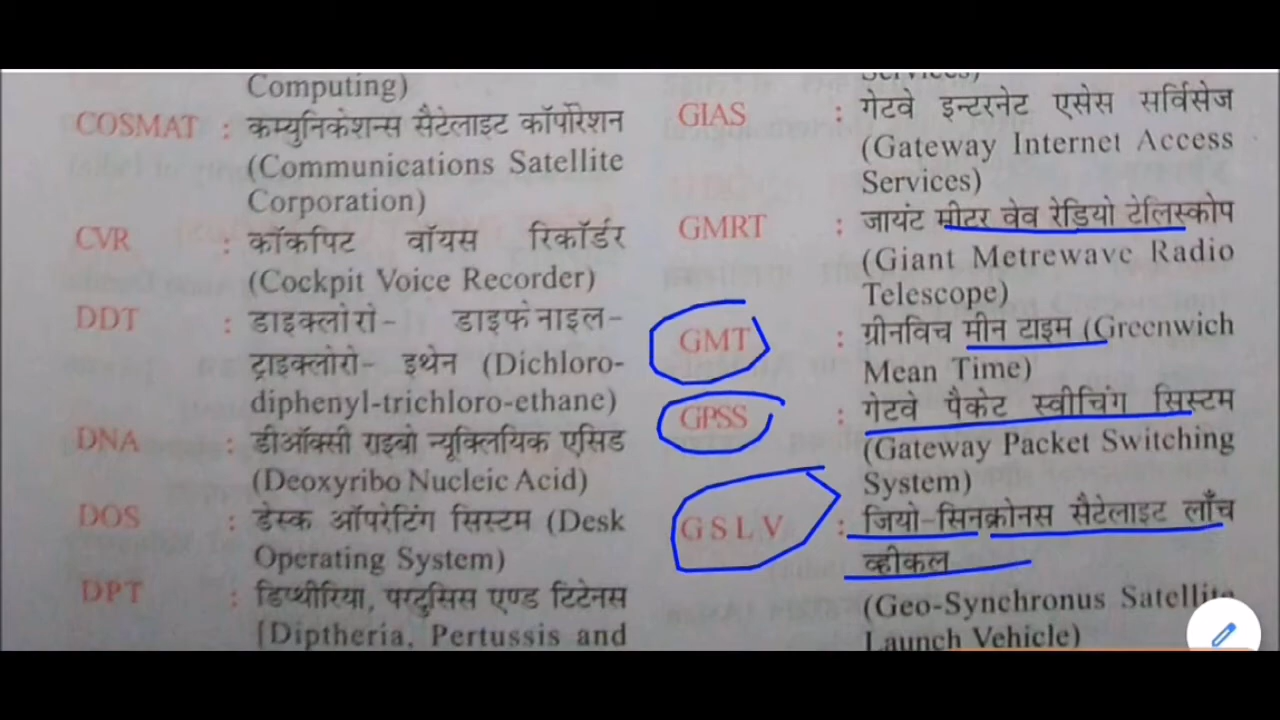 Computing)
COSMAT : कम्युनिकेशन्स सैटेलाइट कॉर्पोरेशन
(Communications Satellite
Corporation)
CVR : कॉकपिट वॉयस रिकॉर्डर
(Cockpit Voice Recorder)
DDT : डाइक्लोरो- डाइफेनाइल-
ट्राइक्लोरो- इथेन (Dichloro-
diphenyl-trichloro-ethane)
DNA : डीऑक्सी राइबो न्यूक्लियिक एसिड
(Deoxyribo Nucleic Acid)
DOS : डेस्क ऑपरेटिंग सिस्टम (Desk
Operating System)
DPT : डिप्थीरिया, परटुसिस एण्ड टिटेनस
[Diptheria, Pertussis and
Services)
GIAS : गेटवे इन्टरनेट एसेस सर्विसेज
(Gateway Internet Access
Services)
GMRT : जायंट मीटर वेव रेडियो टेलिस्कोप
(Giant Metrewave Radio
Telescope)
GMT : ग्रीनविच मीन टाइम (Greenwich
Mean Time)
GPSS : गेटवे पैकेट स्वीचिंग सिस्टम
(Gateway Packet Switching
System)
GSLV : जियो-सिनक्रोनस सैटेलाइट लाँच
व्हीकल
(Geo-Synchronus Satellite
Launch Vehicle)